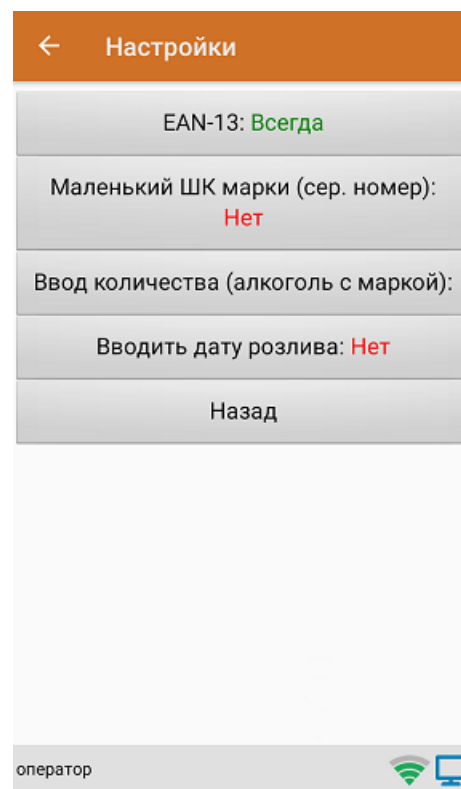 Настройки
EAN-13: Всегда
Маленький ШК марки (сер. номер):
Нет
Ввод количества (алкоголь с маркой):
Вводить дату розлива: Нет
Назад
оператор